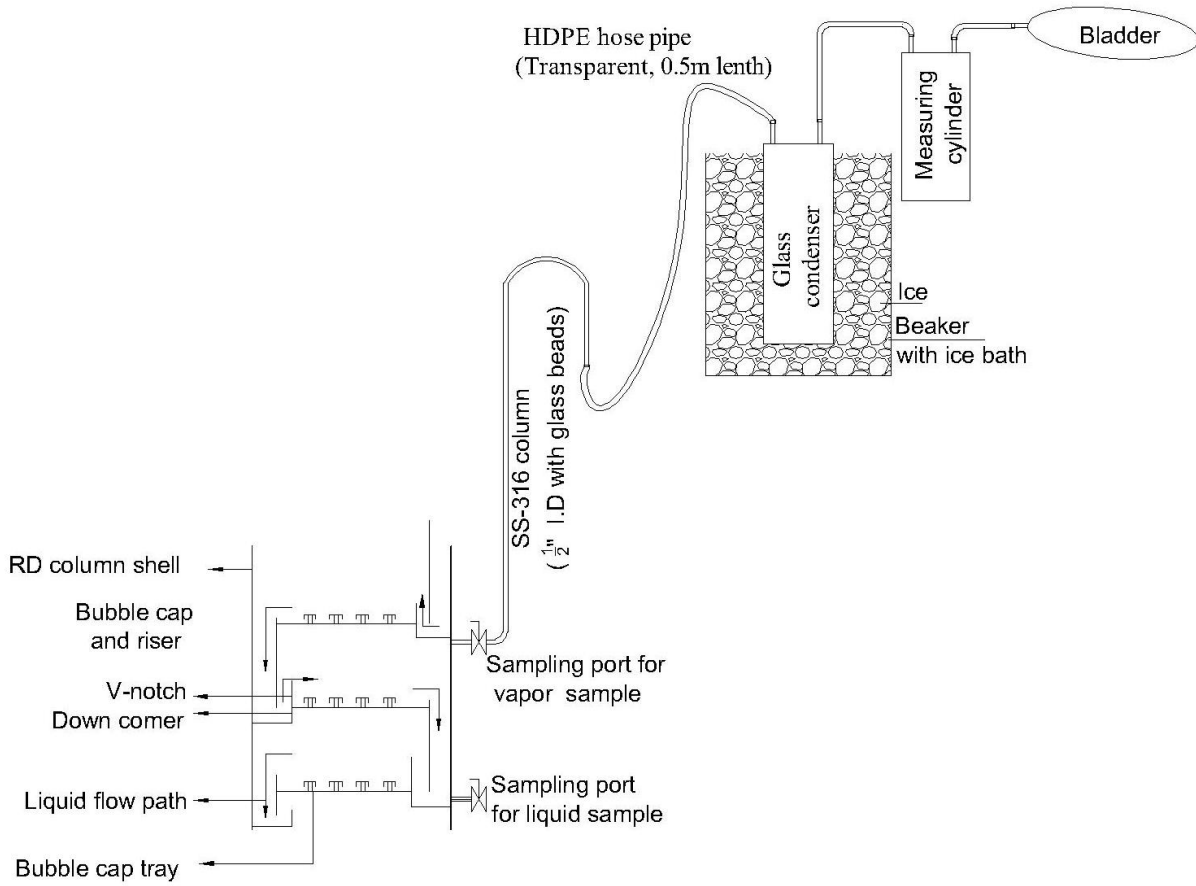 HDPE hose pipe
(Transparent, 0.5m lenth)
Bladder
Measuring
cylinder
Glass
condenser
Ice
Beaker
with ice bath
SS-316 column
( 1/2" I.D with glass beads)
RD column shell
Bubble cap
and riser
Sampling port for
vapor sample
V-notch
Down comer
Liquid flow path
Sampling port
for liquid sample
Bubble cap tray